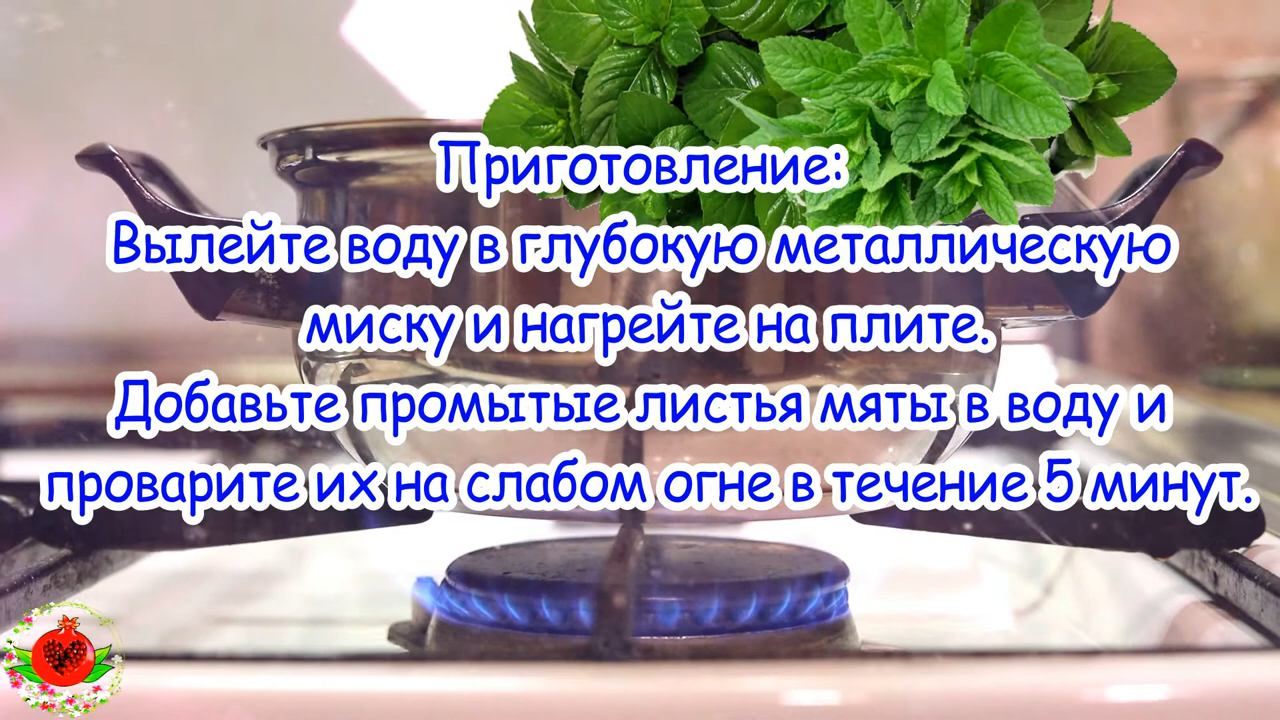 Приготовление:
Вылейте воду в глубокую металлическую
миску и нагрейте на плите.
Добавьте промытые листья мяты в воду и
проварите их на слабом огне в течение 5 минут.